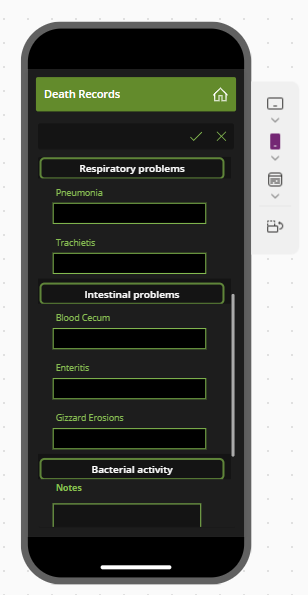 Death Records
Respiratory problems
Pneumonia
Trachietis
Intestinal problems
Blood Cecum
Enteritis
Gizzard Erosions
Bacterial activity
Notes